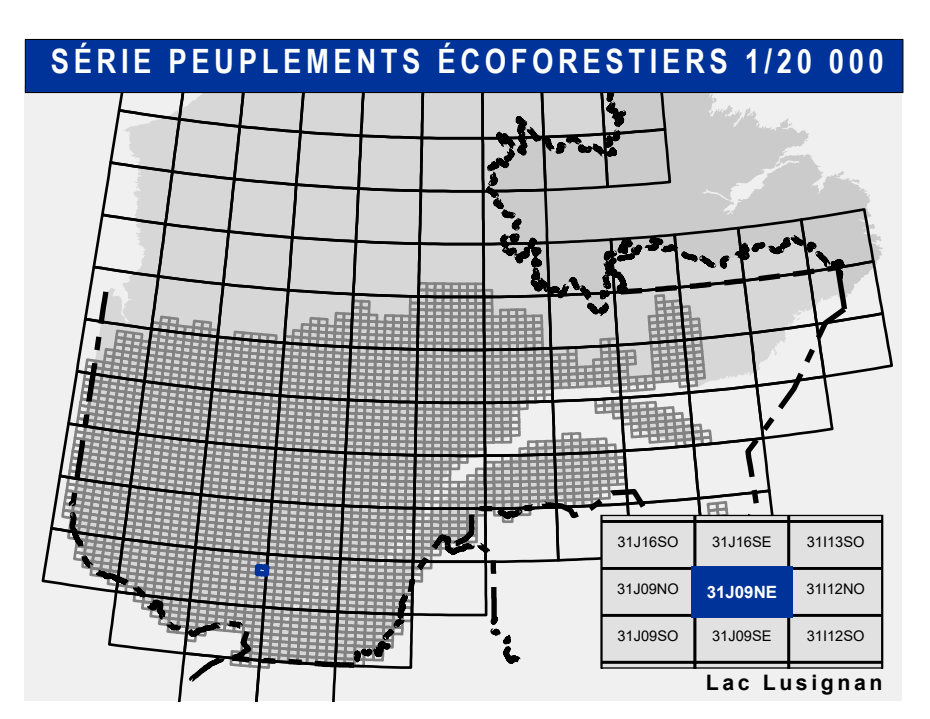 SÉRIE PEUPLEMENTS ÉCOFORESTIERS 1/20 000
31J16SO 31J16SE 31I13SO
31J09NO 31J09NE 31I12NO
31J09SO 31J09SE 31I12SO
Lac Lusignan